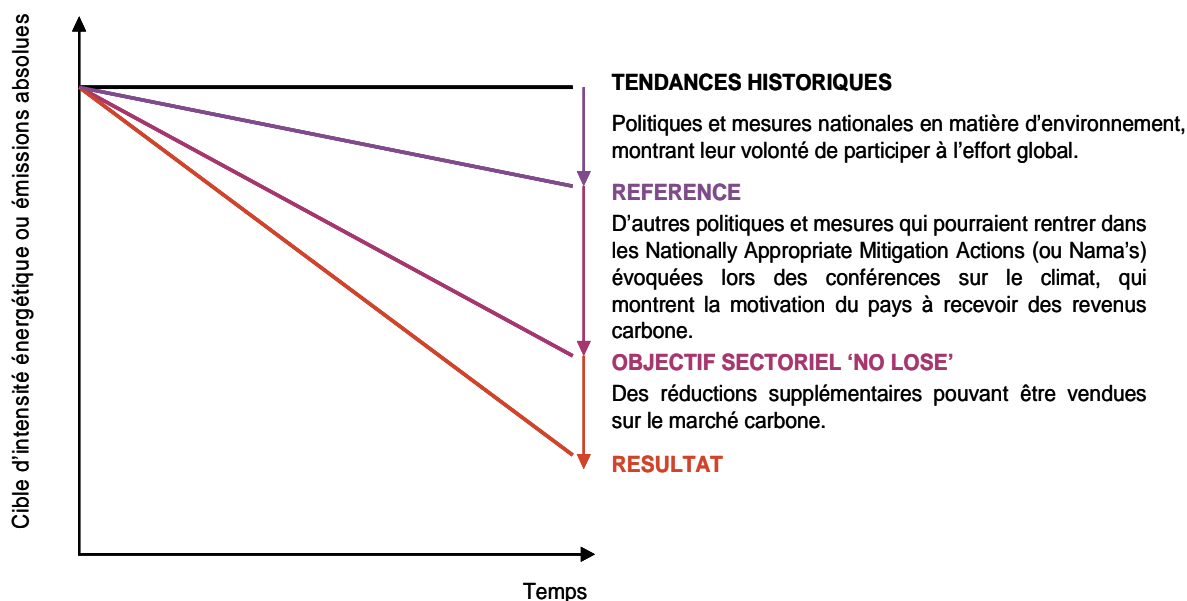 Cible d'intensité énergétique ou émissions absolues
TENDANCES HISTORIQUES
Politiques et mesures nationales en matière d'environnement,
montrant leur volonté de participer à l'effort global.
REFERENCE
D'autres politiques et mesures qui pourraient rentrer dans
les Nationally Appropriate Mitigation Actions (ou Nama's)
évoquées lors des conférences sur le climat, qui
montrent la motivation du pays à recevoir des revenus
carbone.
OBJECTIF SECTORIEL ‘NO LOSE’
Des réductions supplémentaires pouvant être vendues
sur le marché carbone.
RESULTAT
Temps